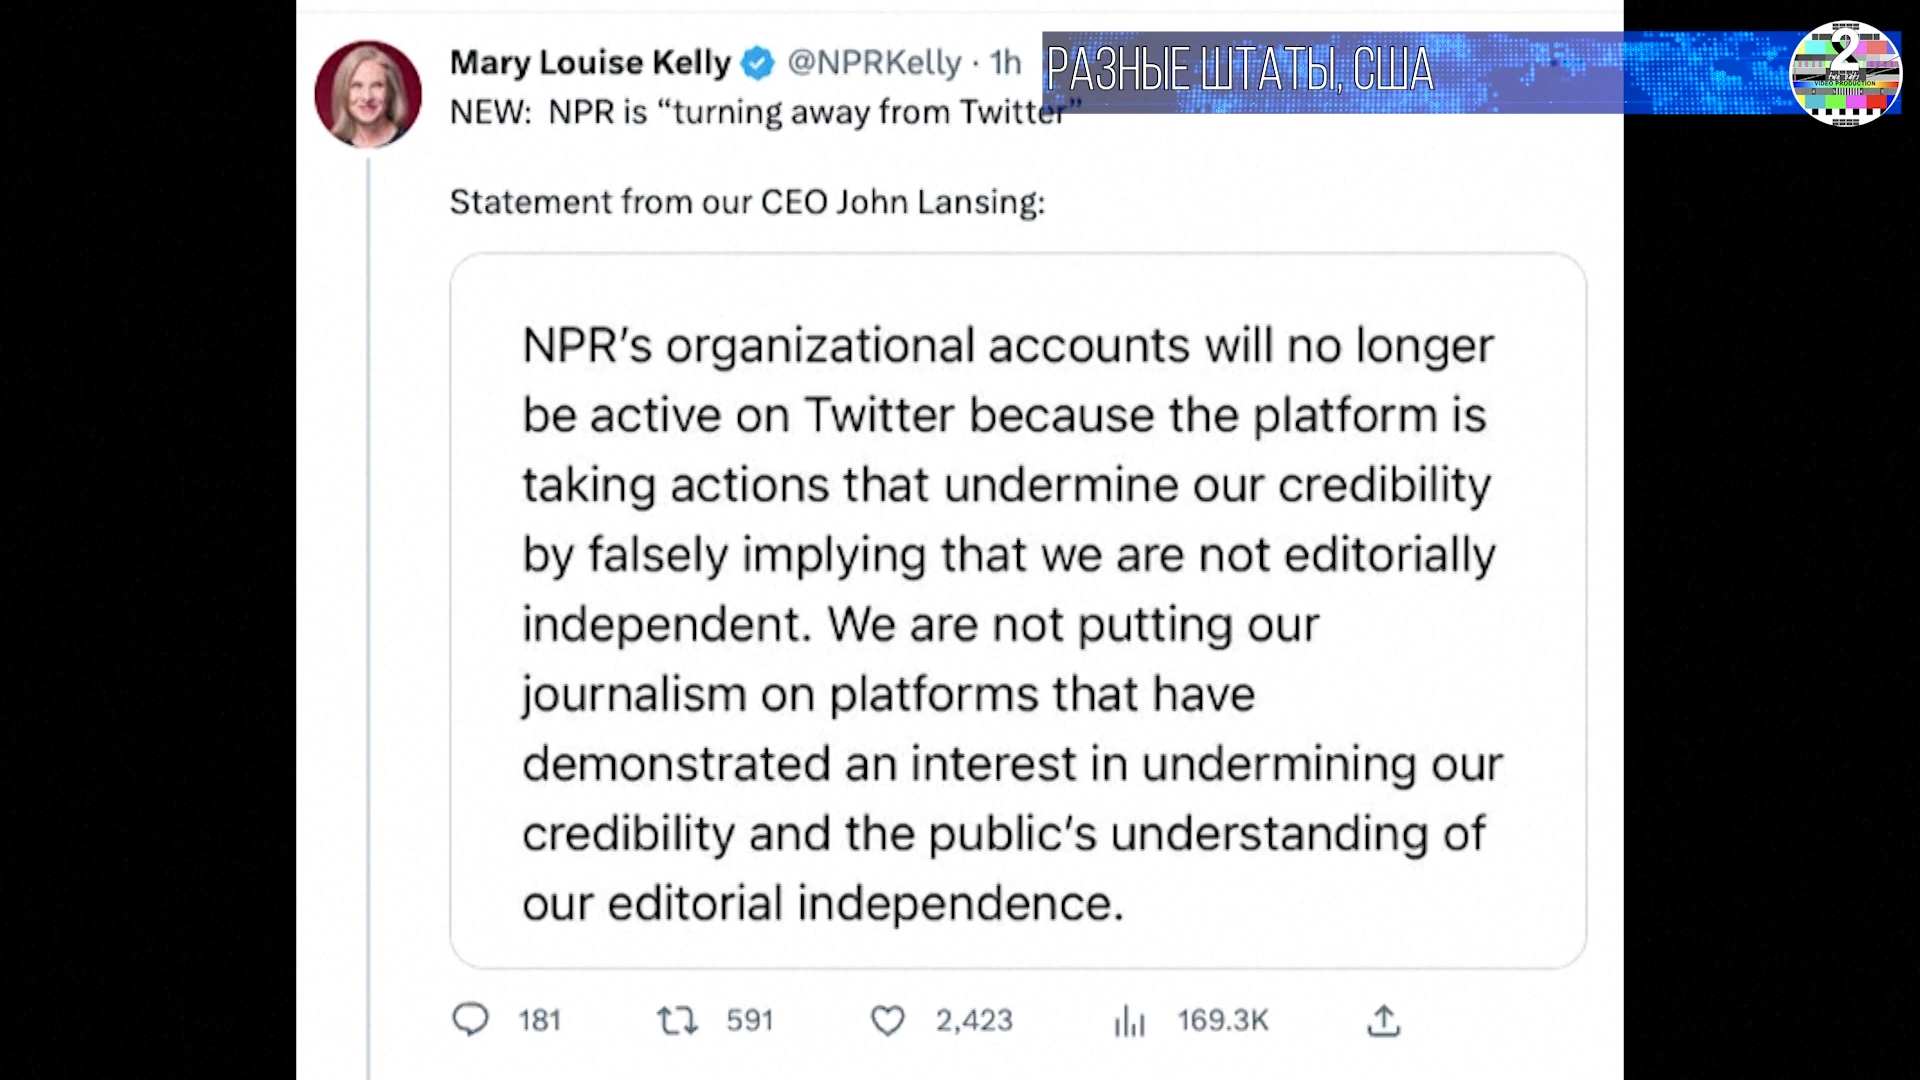 Mary Louise Kelly @NPRKelly · 1h
РАЗНЫЕ ШТАТЫ, США
2
VIDEO PRODUCTION
NEW: NPR is “turning away from Twitter”
Statement from our CEO John Lansing:
NPR’s organizational accounts will no longer
be active on Twitter because the platform is
taking actions that undermine our credibility
by falsely implying that we are not editorially
independent. We are not putting our
journalism on platforms that have
demonstrated an interest in undermining our
credibility and the public’s understanding of
our editorial independence.
181 591 2,423 169.3K